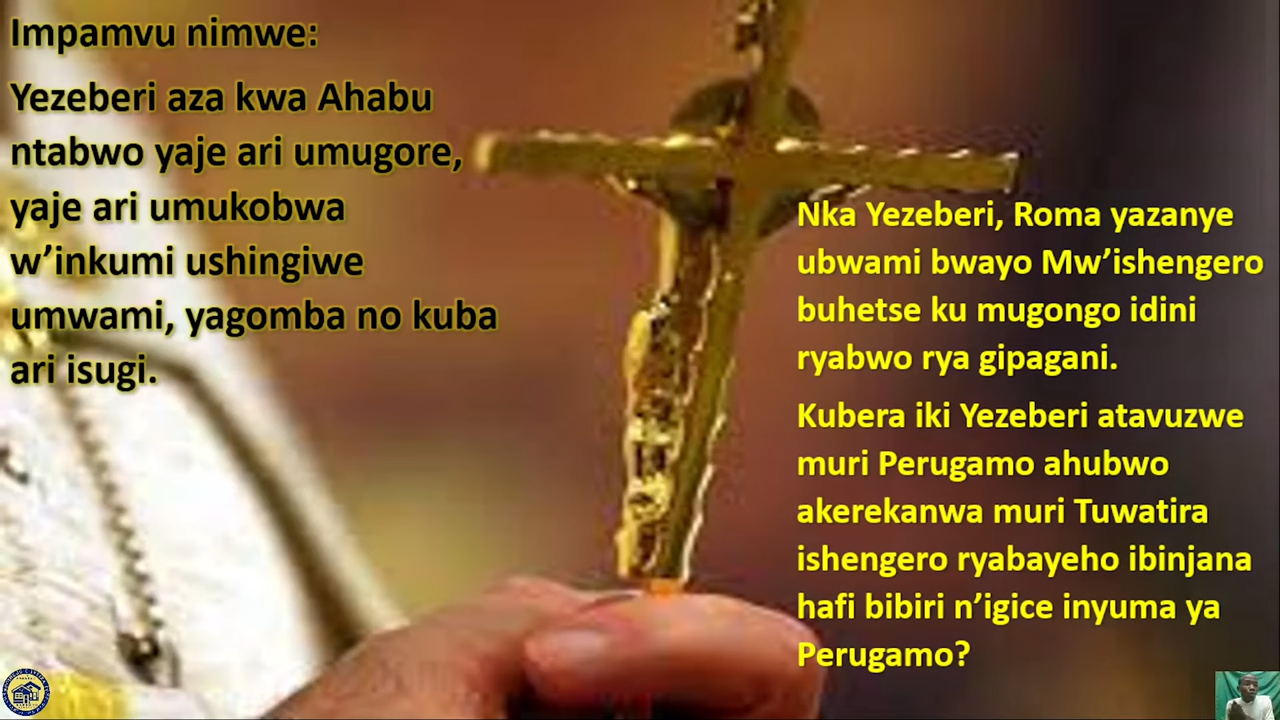 Impamvu nimwe:
Yezeberi aza kwa Ahabu
ntabwo yaje ari umugore,
yaje ari umukobwa
w’inkumi ushingiwe
umwami, yagomba no kuba
ari isugi.
Nka Yezeberi, Roma yazanye
ubwami bwayo Mw’ishengero
buhetse ku mugongo idini
ryabwo rya gipagani.
Kubera iki Yezeberi atavuzwe
muri Perugamo ahubwo
akerekanwa muri Tuwatira
ishengero ryabayeho ibinjana
hafi bibiri n’igice inyuma ya
Perugamo?